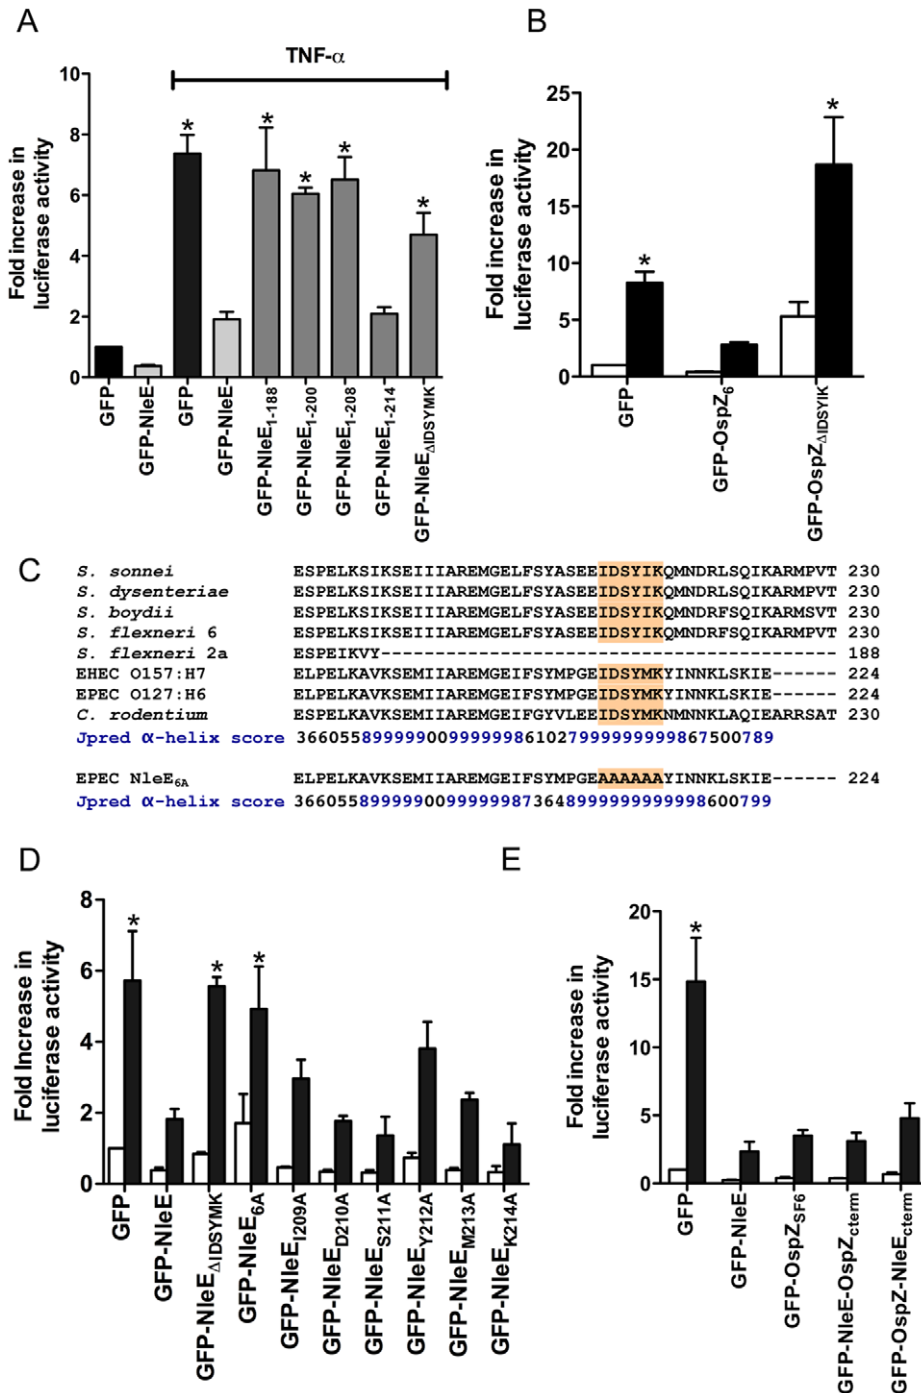 A
TNF-α
Fold increase in
luciferase activity
10
8
6
4
2
0
* * * * *
GFP
GFP-NleE
GFP
GFP-NleE
GFP-NleE1-188
GFP-NleE1-200
GFP-NleE1-208
GFP-NleE1-214
GFP-NleEΔIDSYMK
B
Fold increase in
luciferase activity
25
20
15
10
5
0
* *
GFP
GFP-OspZ6
GFP-OspZΔIDSYIK
C
S. sonnei ESPELKSIKSEIIIAREMGELFSYASEEIDSYIKQMNDRLSQIKARMPVT 230
S. dysenteriae ESPELKSIKSEIIIAREMGELFSYASEEIDSYIKQMNDRLSQIKARMPVT 230
S. boydii ESPELKSIKSEIIIAREMGELFSYASEEIDSYIKQMNDRFSQIKARMSVT 230
S. flexneri 6 ESPELKSIKSEIIIAREMGELFSYASEEIDSYIKQMNDRFSQIKARMPVT 230
S. flexneri 2a ESPEIKVY------------------------------------------ 188
EHEC O157:H7 ELPELKAVKSEMIIAREMGEIFSYMPGEIDSYMKYINNKLSKIE------ 224
EPEC O127:H6 ELPELKAVKSEMIIAREMGEIFSYMPGEIDSYMKYINNKLSKIE------ 224
C. rodentium ELPELKAVKSEMIIAREMGEIFGYVLEEIDSYMKNMNNKLAQIEARRSAT 230
Jpred α-helix score 3660558999999009999998610279999999999867500789
EPEC NleE6A ELPELKAVKSEMIIAREMGEIFSYMPGEAAAAAAYINNKLSKIE------ 224
Jpred α-helix score 366055899999900999999873648999999999998600799
D
Fold Increase in
luciferase activity
8
6
4
2
0
* * *
GFP
GFP-NleE
GFP-NleEΔIDSYMK
GFP-NleE6A
GFP-NleEI209A
GFP-NleED210A
GFP-NleES211A
GFP-NleEY212A
GFP-NleEM213A
GFP-NleEK214A
E
Fold increase in
luciferase activity
20
15
10
5
0
*
GFP
GFP-NleE
GFP-OspZSF6
GFP-NleE-OspZcterm
GFP-OspZ-NleEcterm